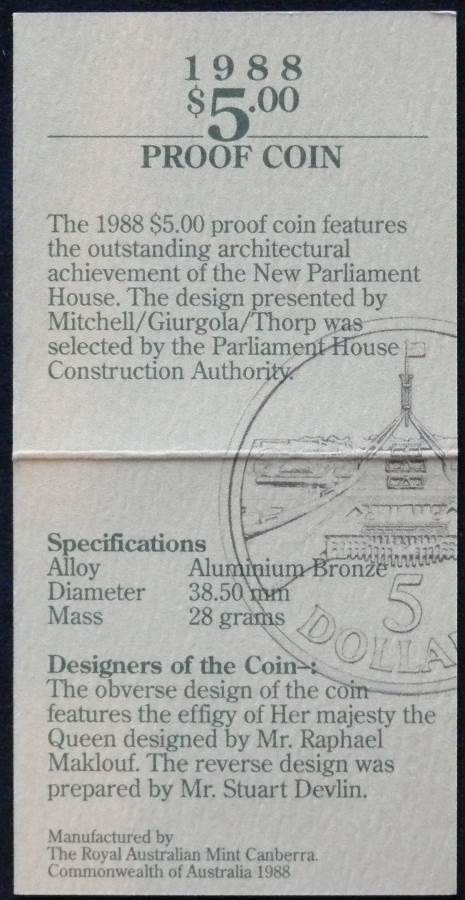 1988
$5.00
PROOF COIN
The 1988 $5.00 proof coin features
the outstanding architectural
achievement of the New Parliament
House. The design presented by
Mitchell/Giurgola/Thorp was
selected by the Parliament House
Construction Authority.
Specifications
Alloy Aluminium Bronze
Diameter 38.50 mm
Mass 28 grams
5
DOLLA
Designers of the Coin–:
The obverse design of the coin
features the effigy of Her majesty the
Queen designed by Mr. Raphael
Maklouf. The reverse design was
prepared by Mr. Stuart Devlin.
Manufactured by
The Royal Australian Mint Canberra.
Commonwealth of Australia 1988